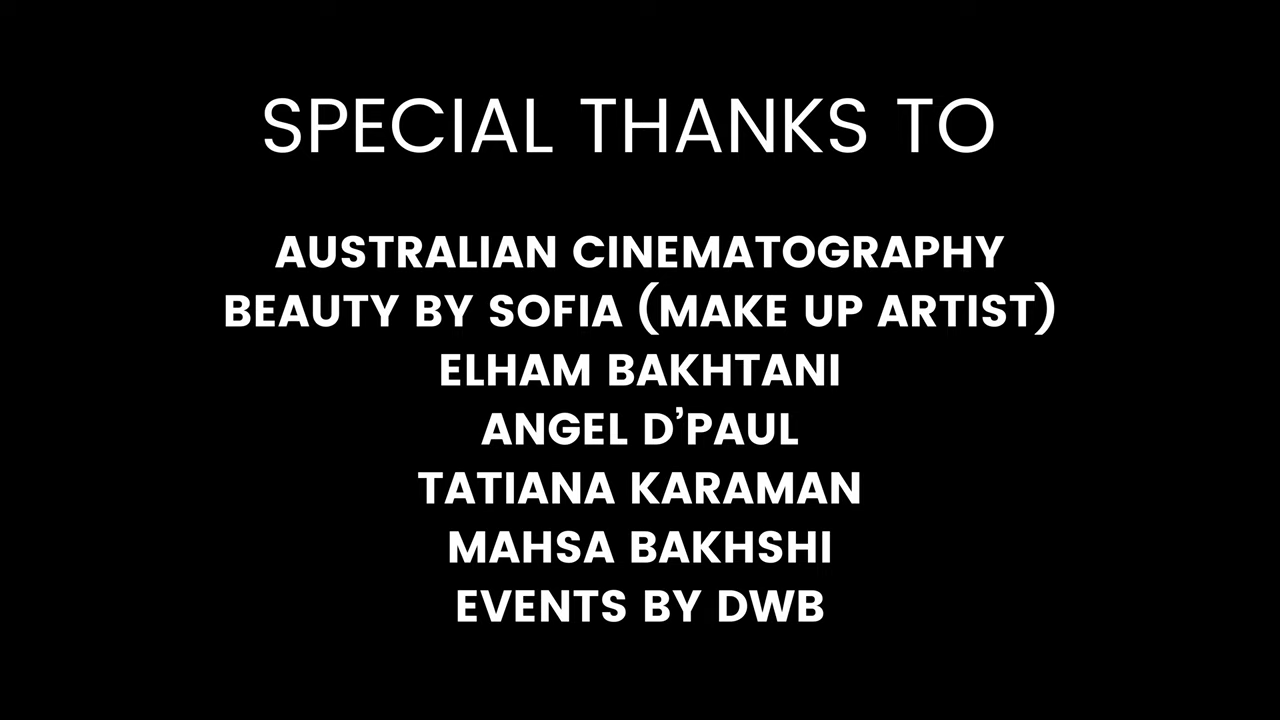 SPECIAL THANKS TO
AUSTRALIAN CINEMATOGRAPHY
BEAUTY BY SOFIA (MAKE UP ARTIST)
ELHAM BAKHTANI
ANGEL D’PAUL
TATIANA KARAMAN
MAHSA BAKHSHI
EVENTS BY DWB